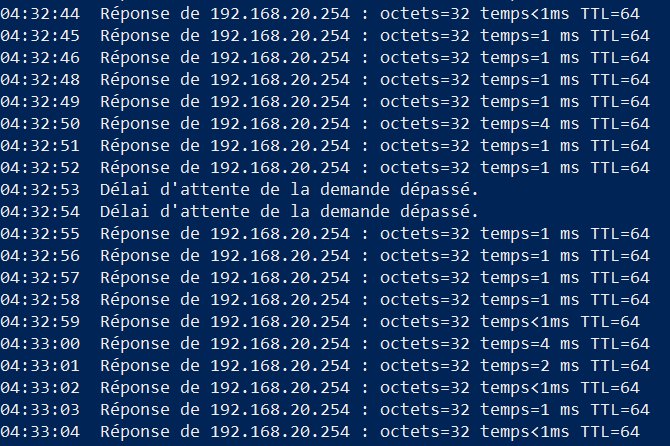 04:32:44 Réponse de 192.168.20.254 : octets=32 temps<1ms TTL=64
04:32:45 Réponse de 192.168.20.254 : octets=32 temps=1 ms TTL=64
04:32:46 Réponse de 192.168.20.254 : octets=32 temps=1 ms TTL=64
04:32:48 Réponse de 192.168.20.254 : octets=32 temps=1 ms TTL=64
04:32:49 Réponse de 192.168.20.254 : octets=32 temps=1 ms TTL=64
04:32:50 Réponse de 192.168.20.254 : octets=32 temps=4 ms TTL=64
04:32:51 Réponse de 192.168.20.254 : octets=32 temps=1 ms TTL=64
04:32:52 Réponse de 192.168.20.254 : octets=32 temps=1 ms TTL=64
04:32:53 Délai d'attente de la demande dépassé.
04:32:54 Délai d'attente de la demande dépassé.
04:32:55 Réponse de 192.168.20.254 : octets=32 temps=1 ms TTL=64
04:32:56 Réponse de 192.168.20.254 : octets=32 temps=1 ms TTL=64
04:32:57 Réponse de 192.168.20.254 : octets=32 temps=1 ms TTL=64
04:32:58 Réponse de 192.168.20.254 : octets=32 temps=1 ms TTL=64
04:32:59 Réponse de 192.168.20.254 : octets=32 temps<1ms TTL=64
04:33:00 Réponse de 192.168.20.254 : octets=32 temps=4 ms TTL=64
04:33:01 Réponse de 192.168.20.254 : octets=32 temps=2 ms TTL=64
04:33:02 Réponse de 192.168.20.254 : octets=32 temps<1ms TTL=64
04:33:03 Réponse de 192.168.20.254 : octets=32 temps=1 ms TTL=64
04:33:04 Réponse de 192.168.20.254 : octets=32 temps<1ms TTL=64